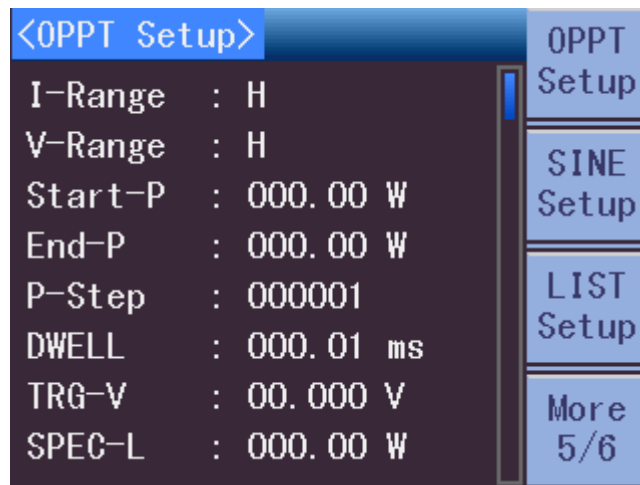 <OPPT Setup>
I-Range : H
V-Range : H
Start-P : 000.00 W
End-P : 000.00 W
P-Step : 000001
DWELL : 000.01 ms
TRG-V : 00.000 V
SPEC-L : 000.00 W
OPPT
Setup
SINE
Setup
LIST
Setup
More
5/6